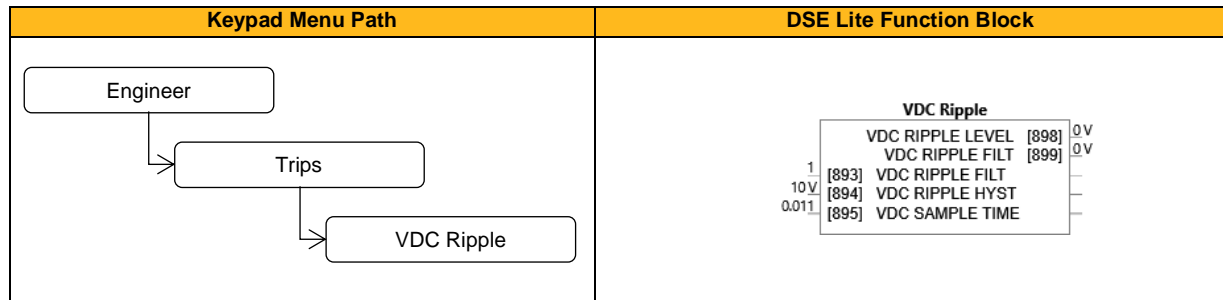 Keypad Menu Path
DSE Lite Function Block
Engineer
Trips
VDC Ripple
VDC Ripple
VDC RIPPLE LEVEL [898] 0 V
VDC RIPPLE FILT [899] 0 V
1 [893] VDC RIPPLE FILT
10 V [894] VDC RIPPLE HYST
0.011 [895] VDC SAMPLE TIME